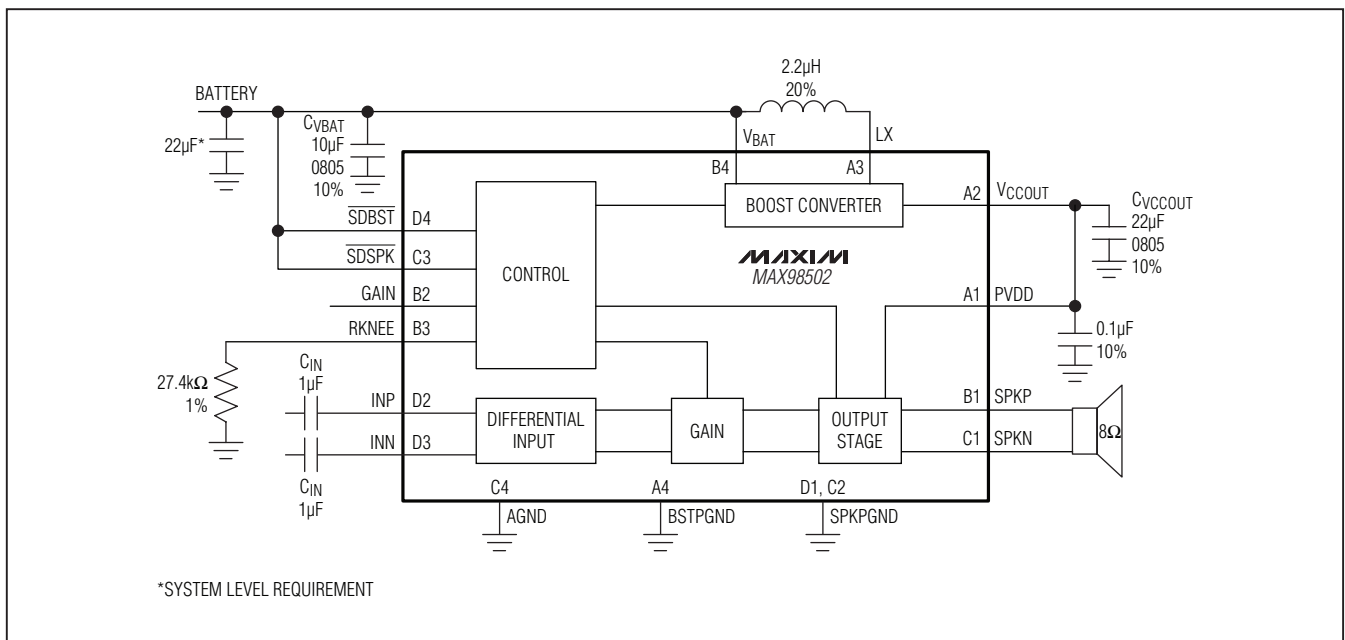 BATTERY
22µF*
CVBAT
10µF
0805
10%
2.2µH
20%
VBAT
LX
B4
A3
BOOST CONVERTER
A2
VCCOUT
CVCCOUT
22µF
0805
10%
MAXIM
MAX98502
SDBST
D4
SDSPK
C3
GAIN
B2
RKNEE
B3
CONTROL
A1
PVDD
0.1µF
10%
27.4kΩ
1%
CIN
1µF
INP
D2
INN
D3
CIN
1µF
DIFFERENTIAL
INPUT
GAIN
OUTPUT
STAGE
B1
SPKP
C1
SPKN
8Ω
C4
AGND
A4
BSTPGND
D1, C2
SPKPGND
*SYSTEM LEVEL REQUIREMENT